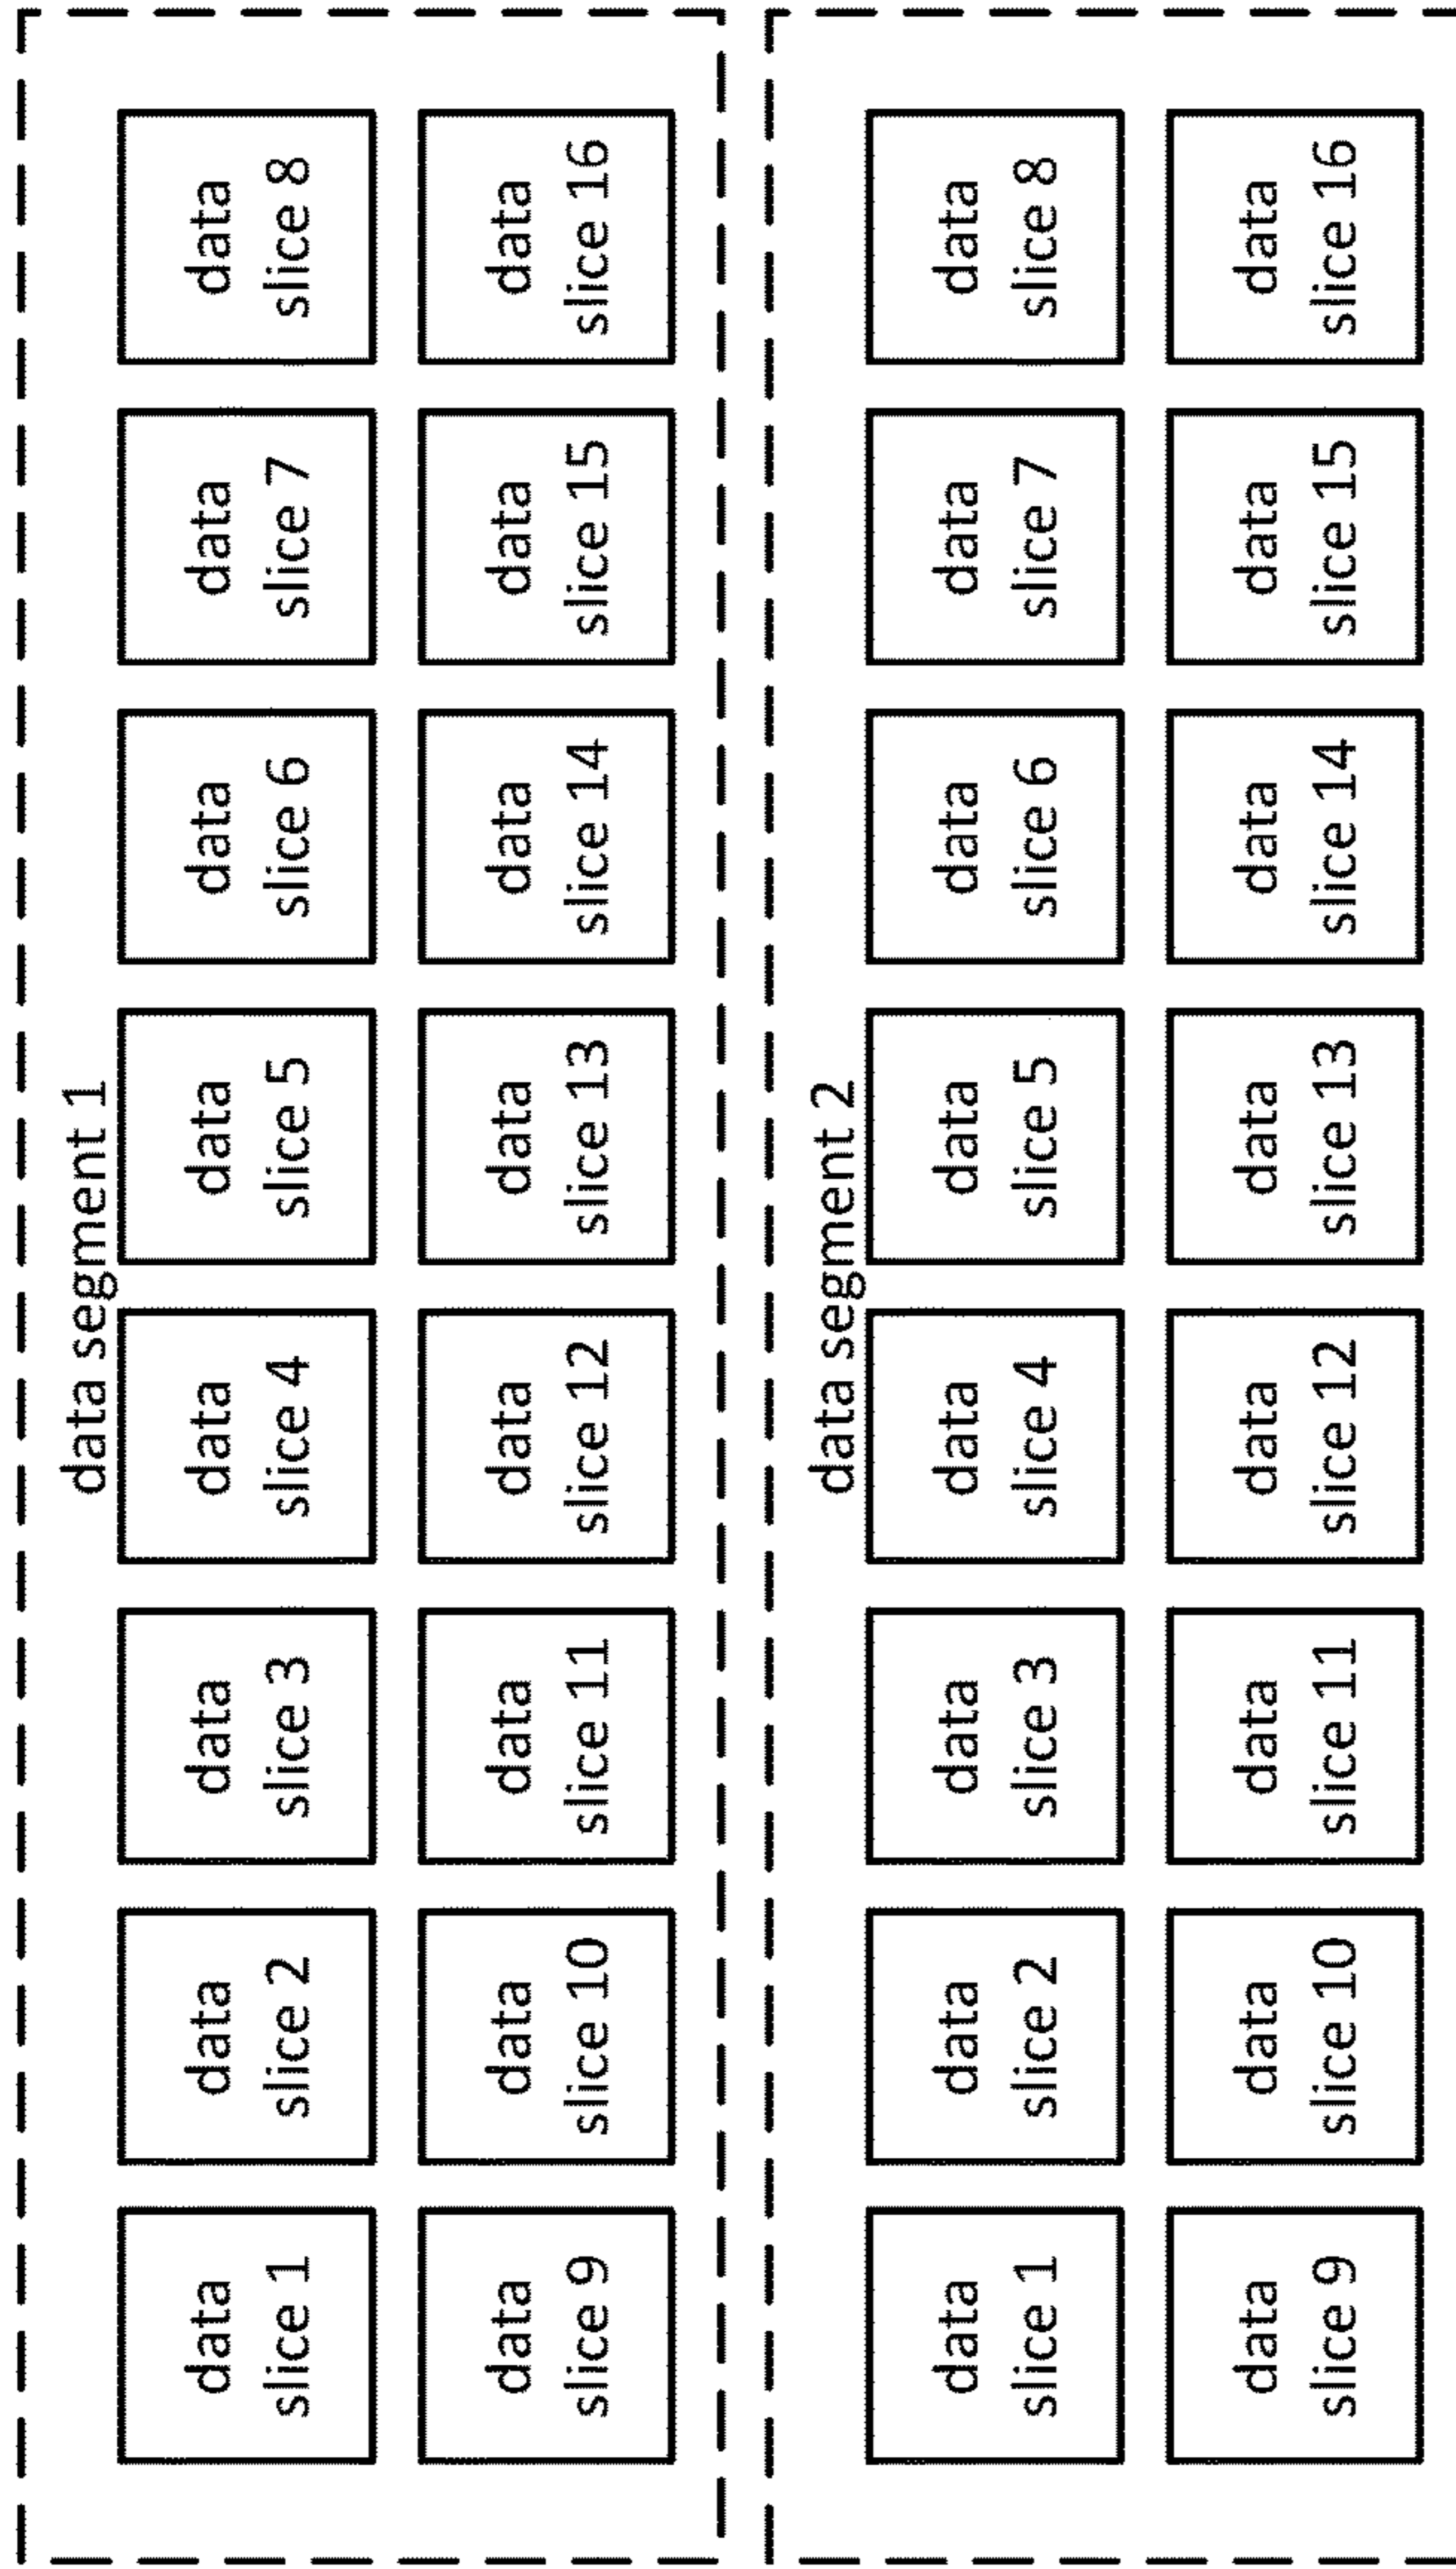 data segment 1
data
slice 1
data
slice 2
data
slice 3
data
slice 4
data
slice 5
data
slice 6
data
slice 7
data
slice 8
data
slice 9
data
slice 10
data
slice 11
data
slice 12
data
slice 13
data
slice 14
data
slice 15
data
slice 16
data segment 2
data
slice 1
data
slice 2
data
slice 3
data
slice 4
data
slice 5
data
slice 6
data
slice 7
data
slice 8
data
slice 9
data
slice 10
data
slice 11
data
slice 12
data
slice 13
data
slice 14
data
slice 15
data
slice 16